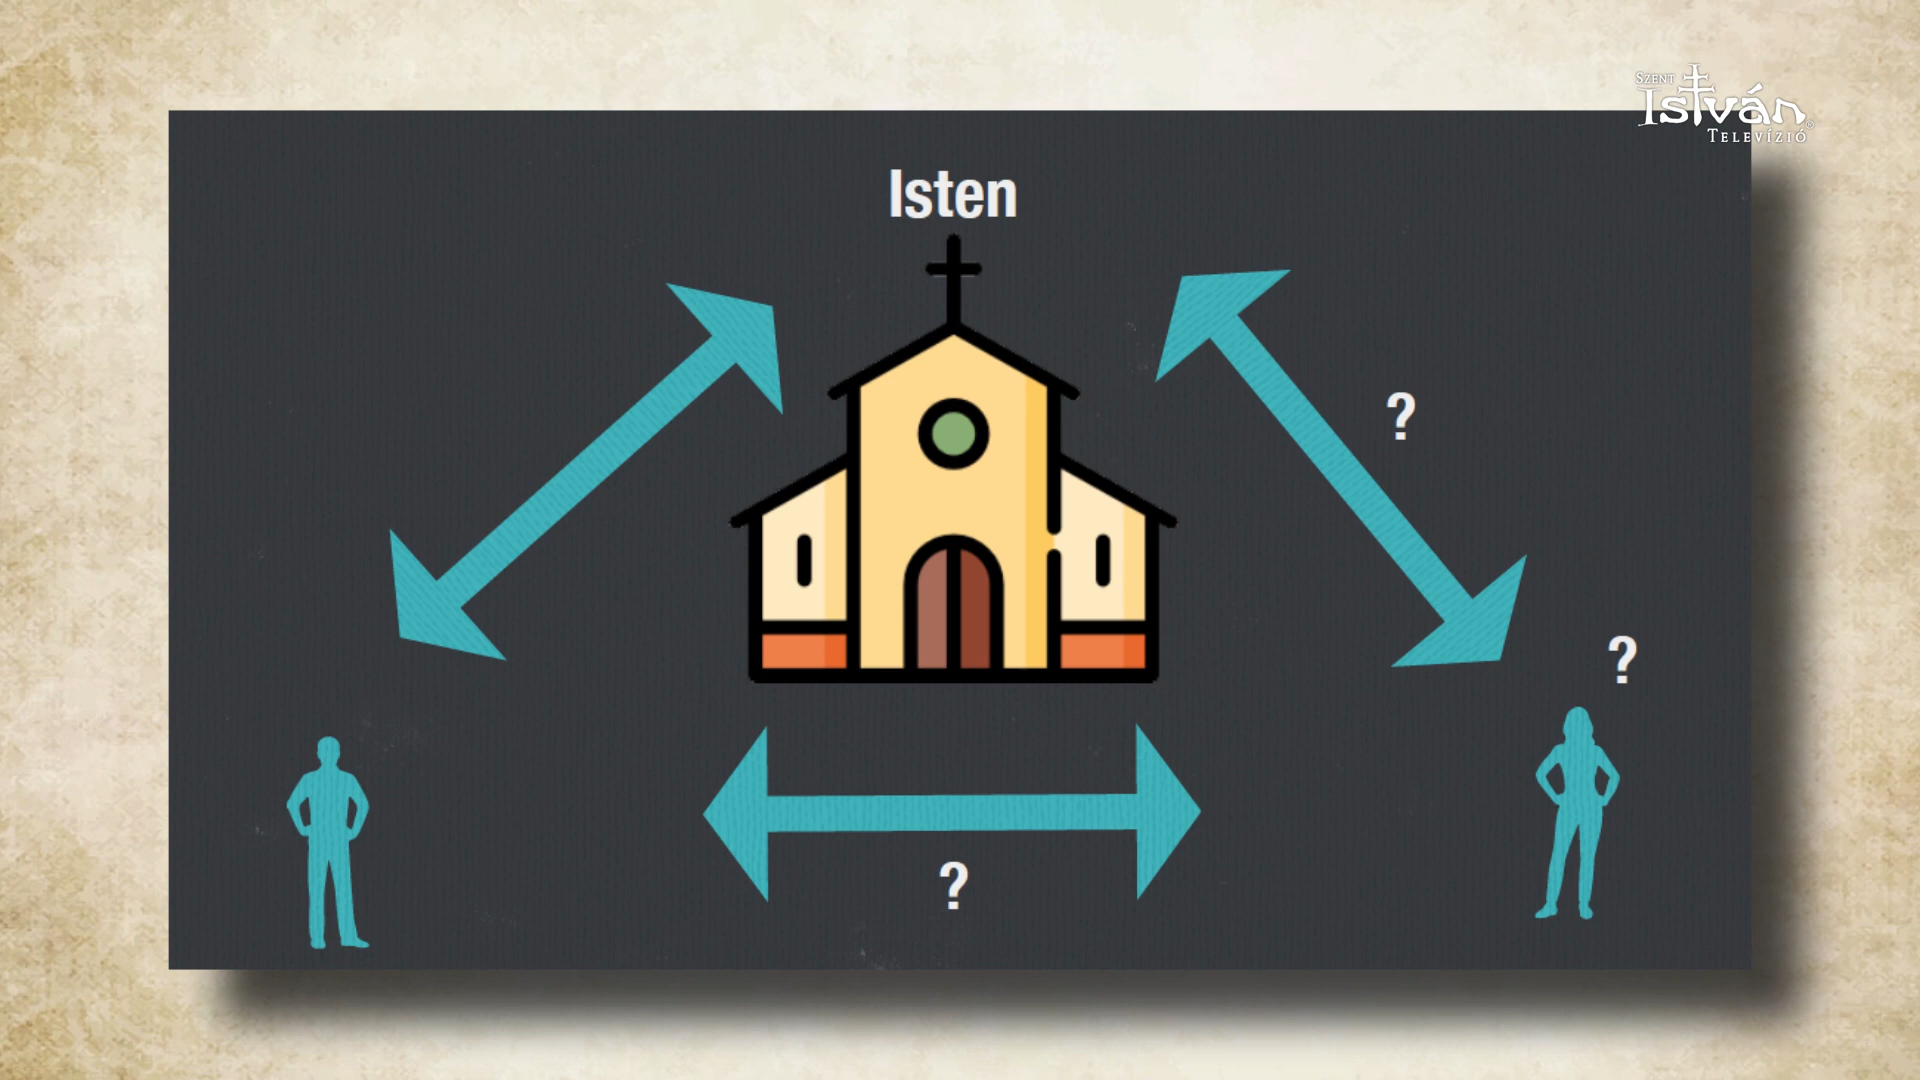 Szent
István
Televízió
Isten
?
?
?